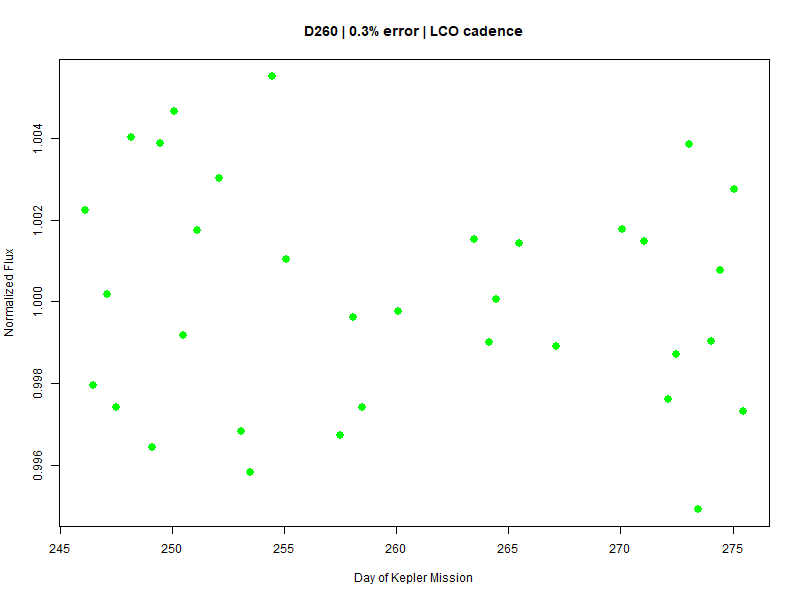 D260 | 0.3% error | LCO cadence
Normalized Flux
1.004
1.002
1.000
0.998
0.996
245 250 255 260 265 270 275
Day of Kepler Mission